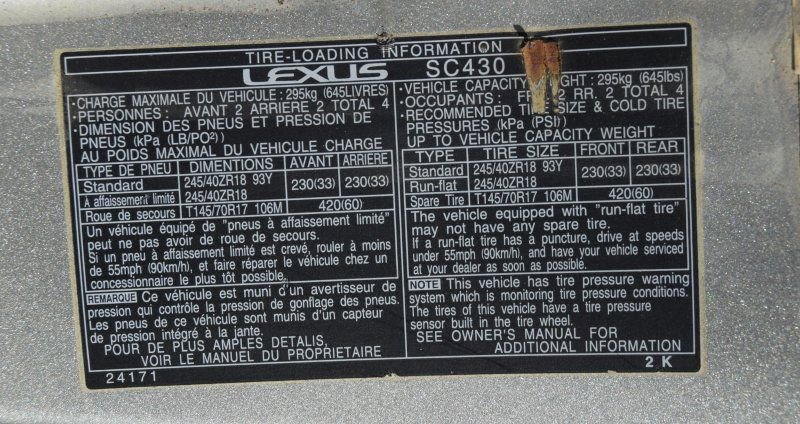 TIRE-LOADING INFORMATION
LEXUS SC430
・CHARGE MAXIMALE DU VEHICULE : 295kg (645LIVRES)
・PERSONNES : AVANT 2 ARRIERE 2 TOTAL 4
・DIMENSION DES PNEUS ET PRESSION DE
PNEUS (kPa (LB/PO²))
AU POIDS MAXIMAL DU VEHICULE CHARGE
TYPE DE PNEU DIMENTIONS AVANT ARRIERE
Standard 245/40ZR18 93Y 230(33) 230(33)
À affaissement limité 245/40ZR18
Roue de secours T145/70R17 106M 420(60)
Un véhicule équipé de "pneus à affaissement limité"
peut ne pas avoir de roue de secours.
Si un pneu à affaissement limité est crevé, rouler à moins
de 55mph (90km/h), et faire réparer le véhicule chez un
concessionnaire le plus tôt possible.
REMARQUE Ce véhicule est muni d'un avertisseur de
pression qui contrôle la pression de gonflage des pneus.
Les pneus de ce véhicule sont munis d'un capteur
de pression intégré à la jante.
POUR DE PLUS AMPLES DETALIS,
VOIR LE MANUEL DU PROPRIETAIRE
24171
・VEHICLE CAPACITY : 295kg (645lbs)
・OCCUPANTS : 2 RR. 2 TOTAL 4
・RECOMMENDED SIZE & COLD TIRE
PRESSURES (kPa (PSI))
UP TO VEHICLE CAPACITY WEIGHT
TYPE TIRE SIZE FRONT REAR
Standard 245/40ZR18 93Y 230(33) 230(33)
Run-flat 245/40ZR18
Spare Tire T145/70R17 106M 420(60)
The vehicle equipped with "run-flat tire"
may not have any spare tire.
If a run-flat tire has a puncture, drive at speeds
under 55mph (90km/h), and have your vehicle serviced
at your dealer as soon as possible.
NOTE This vehicle has tire pressure warning
system which is monitoring tire pressure conditions.
The tires of this vehicle have a tire pressure
sensor built in the tire wheel.
SEE OWNER'S MANUAL FOR
ADDITIONAL INFORMATION
2 K